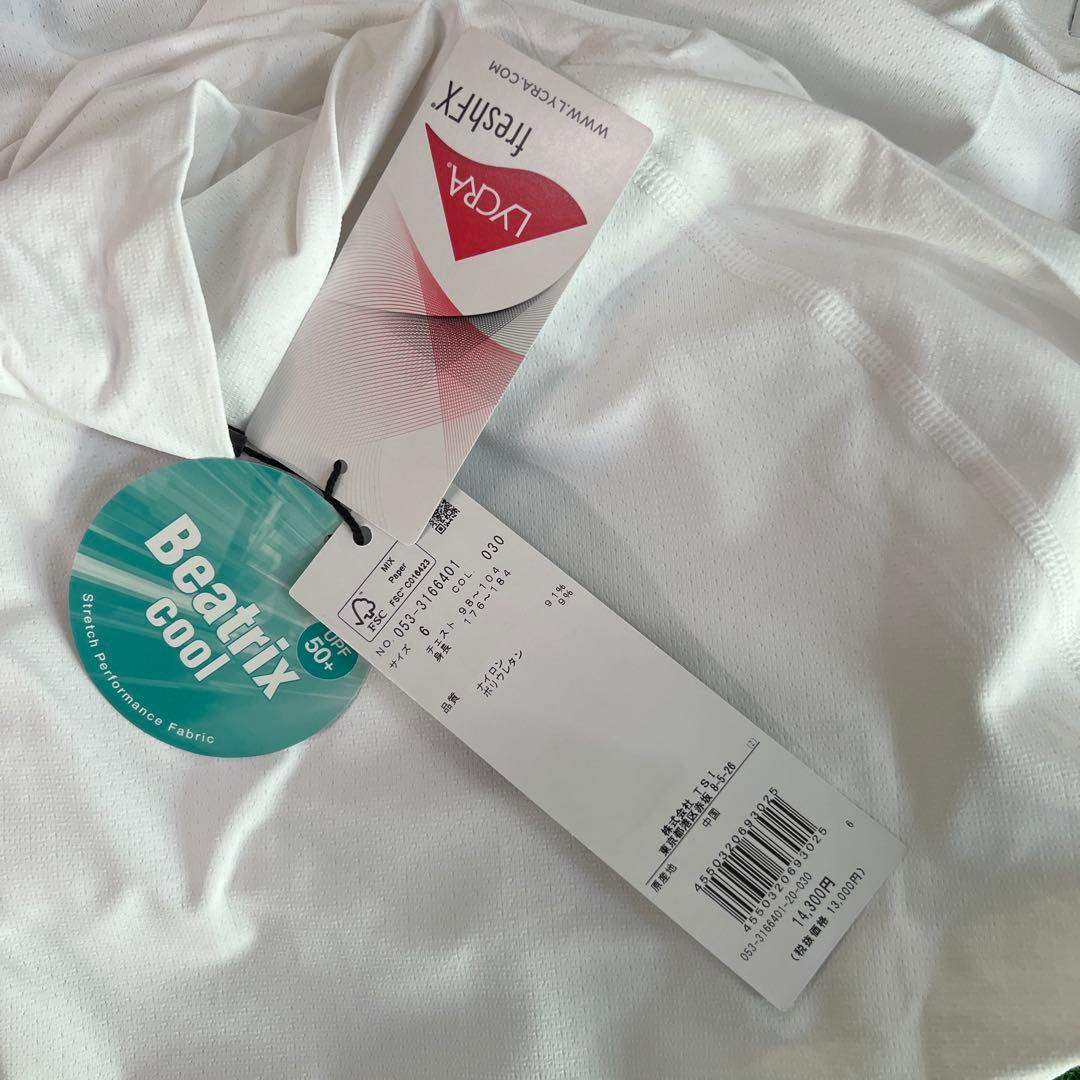 WWW.LYCRA.COM
freshFX®
LYCRA®
Beatrix
cool
UPF
50+
Stretch Performance Fabric
MIX
Paper
FSC™ C016423
FSC
NO. 053-3166401
サイズ 6 COL. 030
チェスト 98~104
身長 176~184
品質 ナイロン 91%
ポリウレタン 9%
株式会社 TSI
東京都港区赤坂 8-5-26
原産地 中国
4550320693025
4550320693025
053-3166401-20-030
6
14,300円
(税抜価格 13,000円)